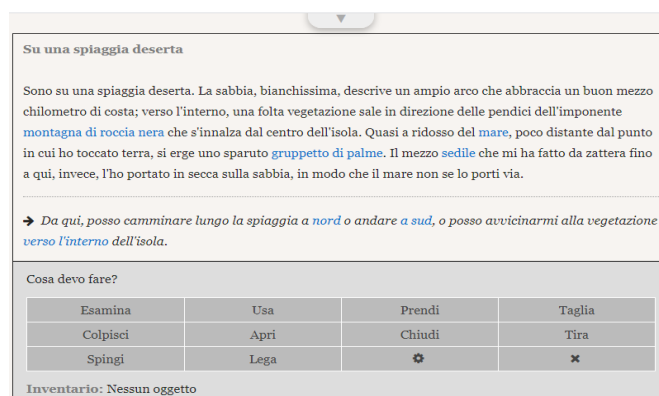 Su una spiaggia deserta
Sono su una spiaggia deserta. La sabbia, bianchissima, descrive un ampio arco che abbraccia un buon mezzo
chilometro di costa; verso l'interno, una folta vegetazione sale in direzione delle pendici dell'imponente
montagna di roccia nera che s'innalza dal centro dell'isola. Quasi a ridosso del mare, poco distante dal punto
in cui ho toccato terra, si erge uno sparuto gruppetto di palme. Il mezzo sedile che mi ha fatto da zattera fino
a qui, invece, l'ho portato in secca sulla sabbia, in modo che il mare non se lo porti via.
Da qui, posso camminare lungo la spiaggia a nord o andare a sud, o posso avvicinarmi alla vegetazione
verso l'interno dell'isola.
Cosa devo fare?
Esamina Usa Prendi Taglia
Colpisci Apri Chiudi Tira
Spingi Lega
Inventario: Nessun oggetto